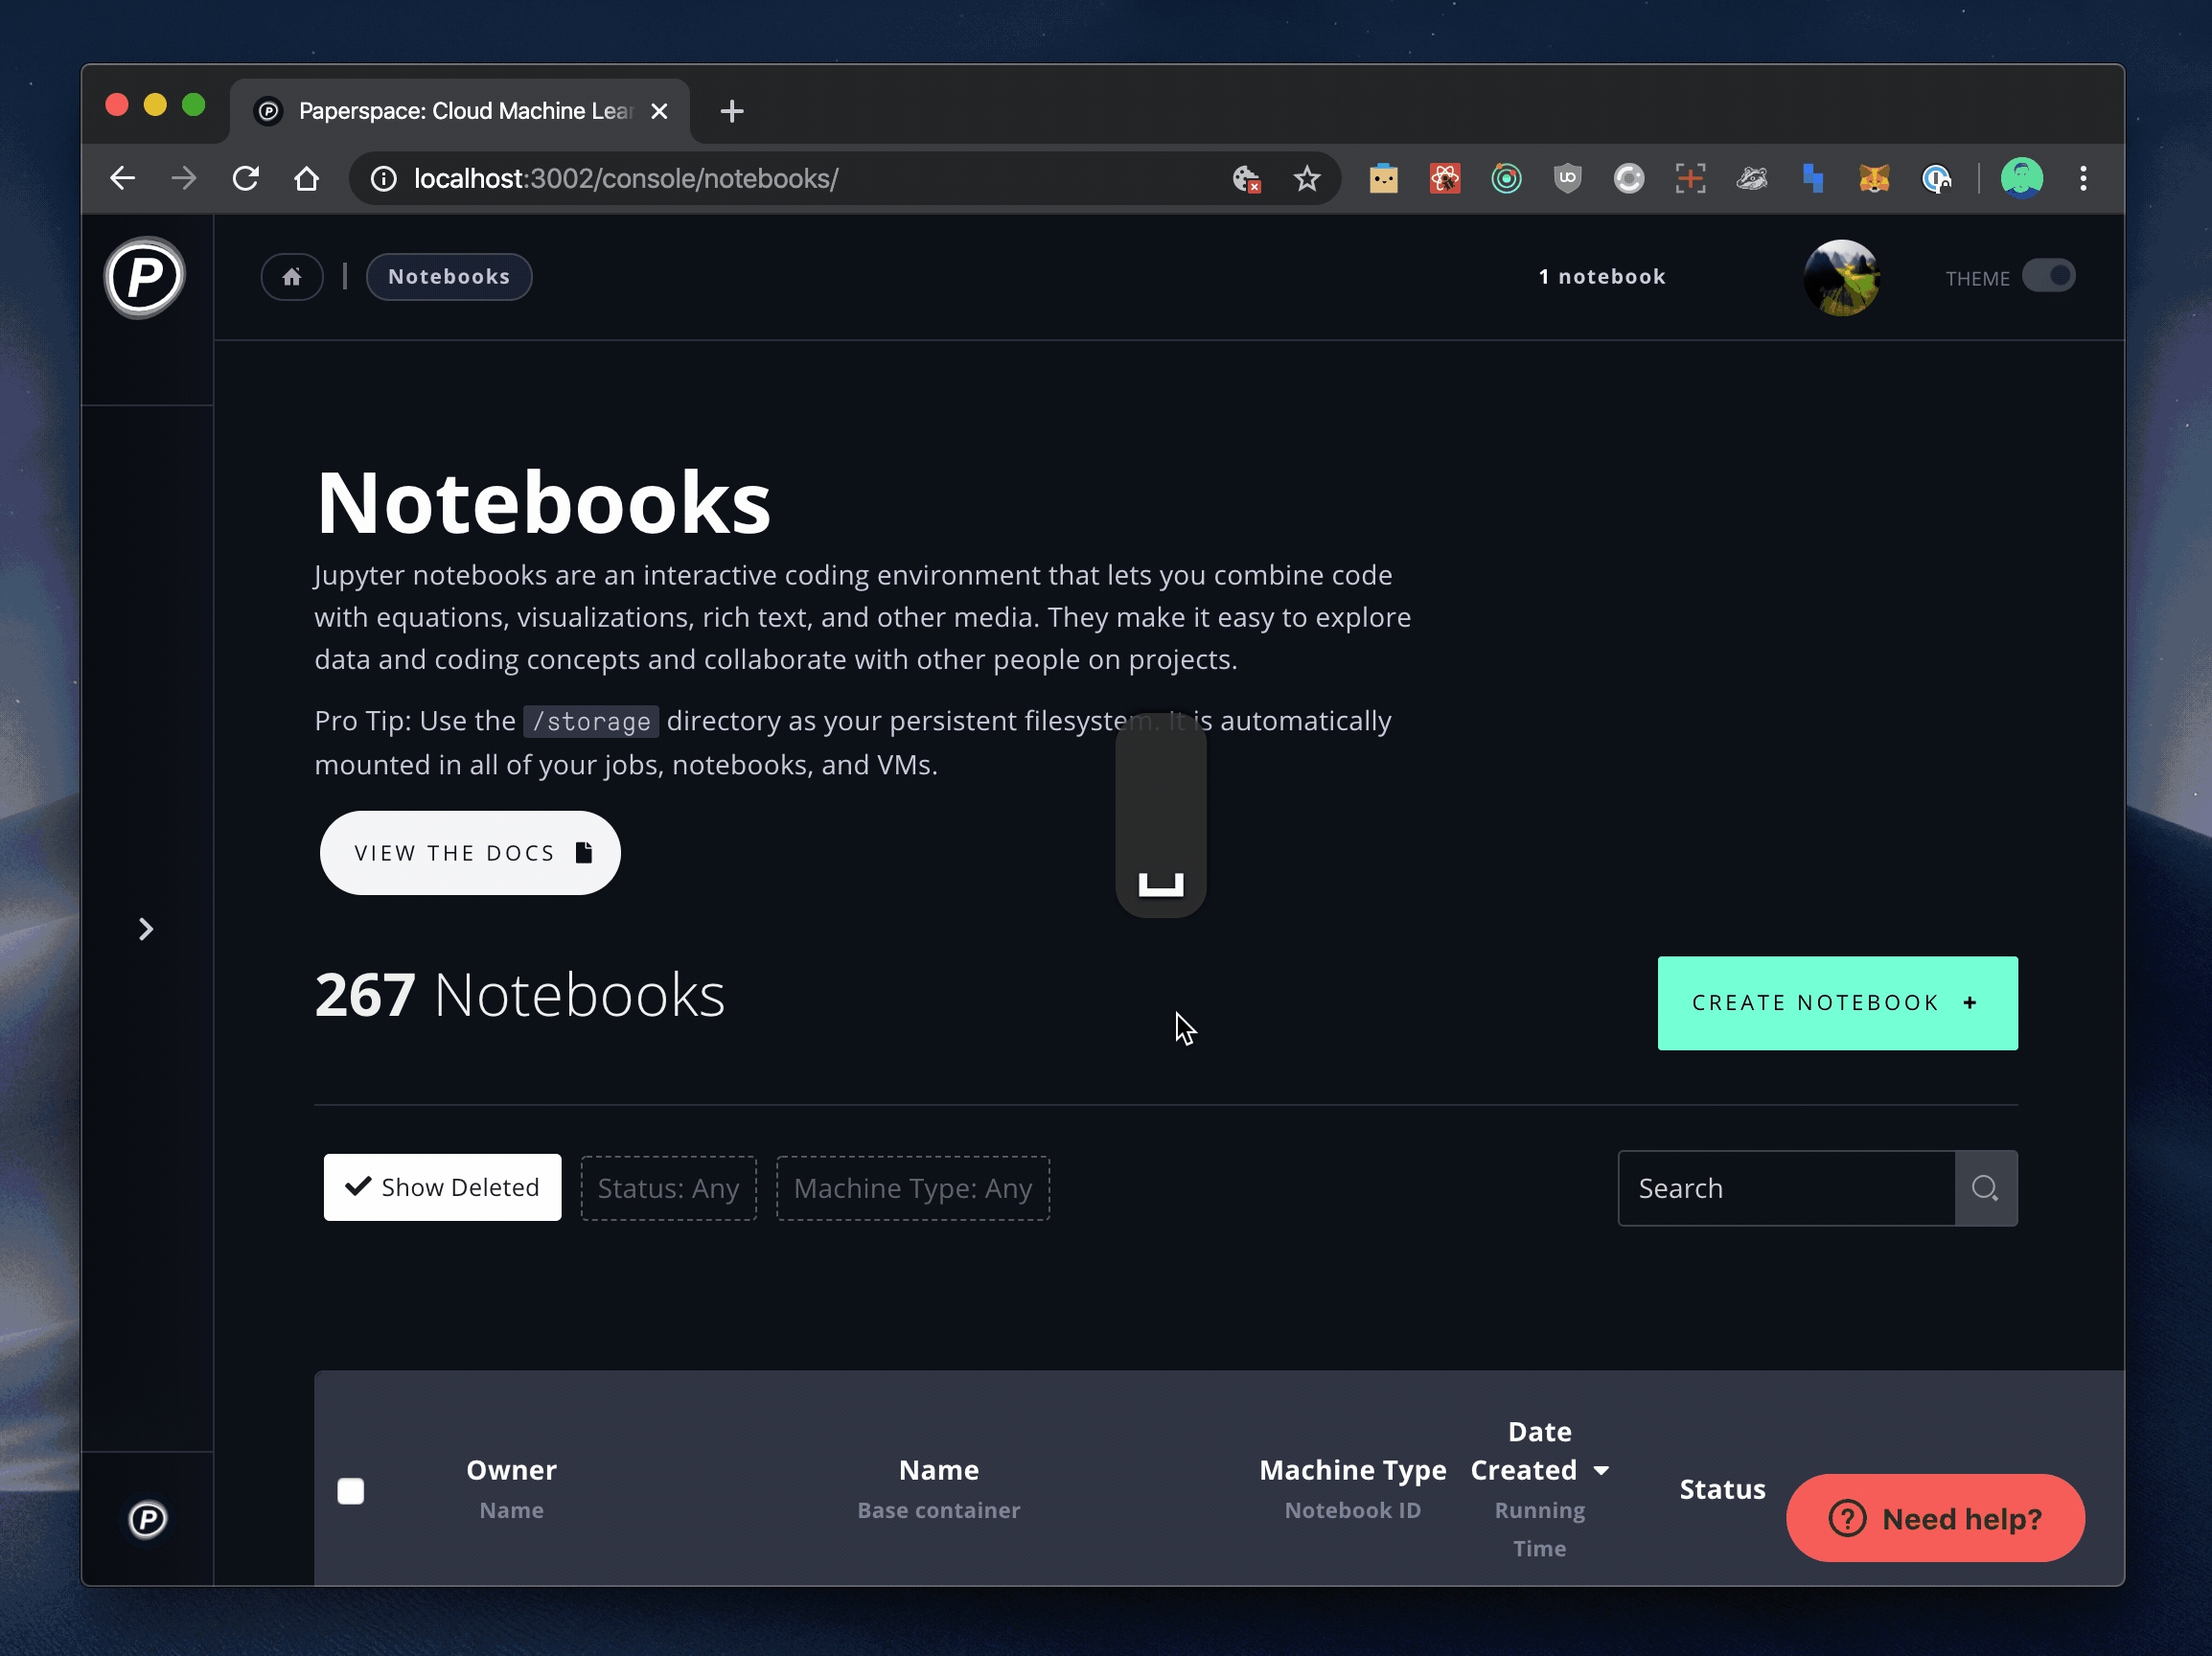 Paperspace: Cloud Machine Lear
localhost:3002/console/notebooks/
P
Notebooks
1 notebook
THEME
Notebooks
Jupyter notebooks are an interactive coding environment that lets you combine code
with equations, visualizations, rich text, and other media. They make it easy to explore
data and coding concepts and collaborate with other people on projects.
Pro Tip: Use the /storage directory as your persistent filesystem. It is automatically
mounted in all of your jobs, notebooks, and VMs.
VIEW THE DOCS
267 Notebooks
CREATE NOTEBOOK +
Show Deleted
Status: Any
Machine Type: Any
Search
Owner
Name
Name
Base container
Machine Type
Notebook ID
Date
Created
Running
Time
Status
Need help?
P